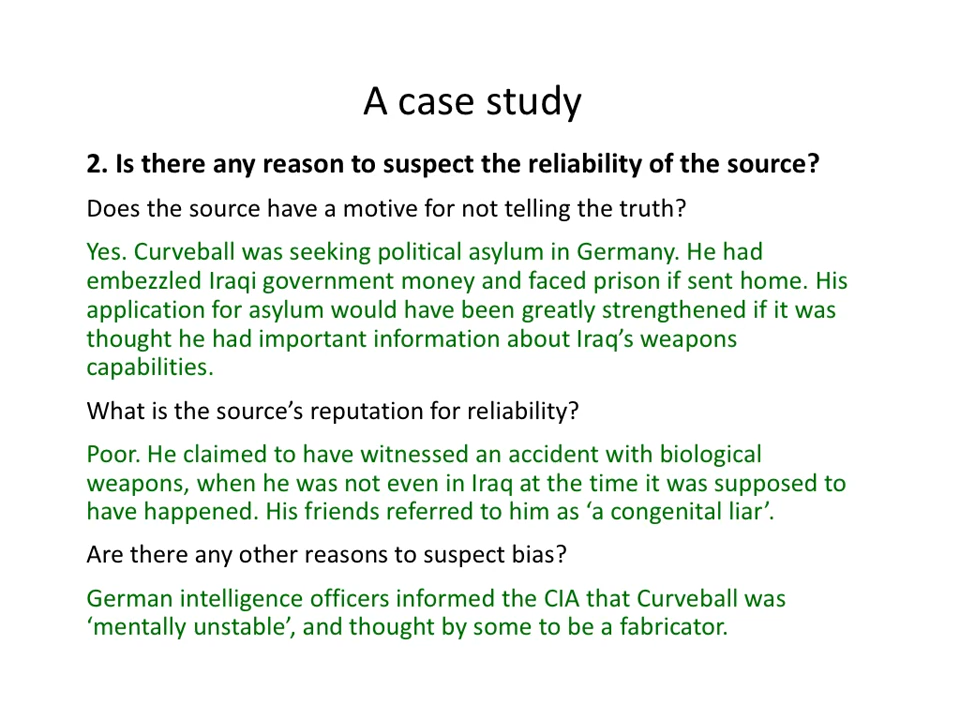 A case study
2. Is there any reason to suspect the reliability of the source?
Does the source have a motive for not telling the truth?
Yes. Curveball was seeking political asylum in Germany. He had
embezzled Iraqi government money and faced prison if sent home. His
application for asylum would have been greatly strengthened if it was
thought he had important information about Iraq’s weapons
capabilities.
What is the source’s reputation for reliability?
Poor. He claimed to have witnessed an accident with biological
weapons, when he was not even in Iraq at the time it was supposed to
have happened. His friends referred to him as ‘a congenital liar’.
Are there any other reasons to suspect bias?
German intelligence officers informed the CIA that Curveball was
‘mentally unstable’, and thought by some to be a fabricator.